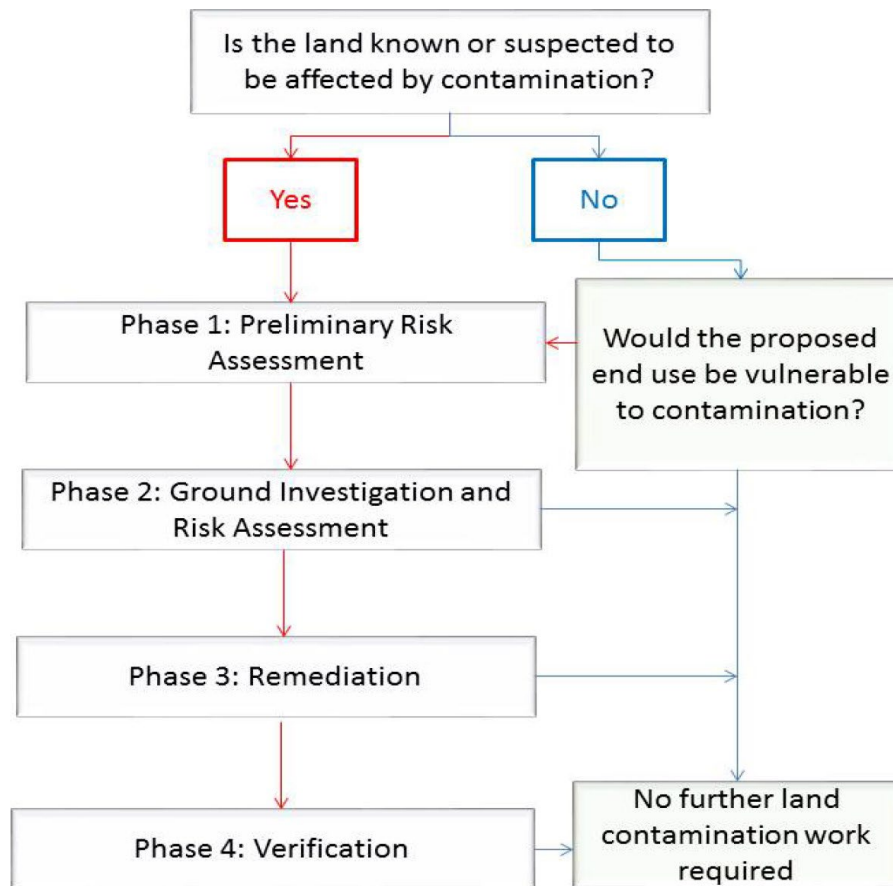 Is the land known or suspected to
be affected by contamination?
Yes
No
Phase 1: Preliminary Risk
Assessment
Would the proposed
end use be vulnerable
to contamination?
Phase 2: Ground Investigation and
Risk Assessment
Phase 3: Remediation
Phase 4: Verification
No further land
contamination work
required